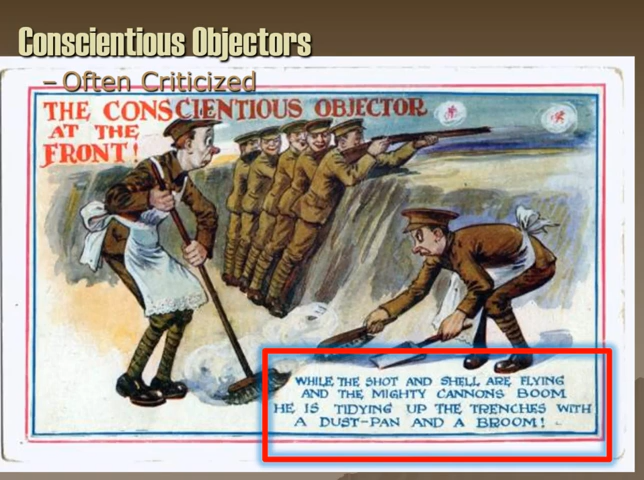 Conscientious Objectors
– Often Criticized
THE CONSCIENTIOUS OBJECTOR
AT THE
FRONT!
WHILE THE SHOT AND SHELL ARE FLYING
AND THE MIGHTY CANNONS BOOM
HE IS TIDYING UP THE TRENCHES WITH
A DUST-PAN AND A BROOM!